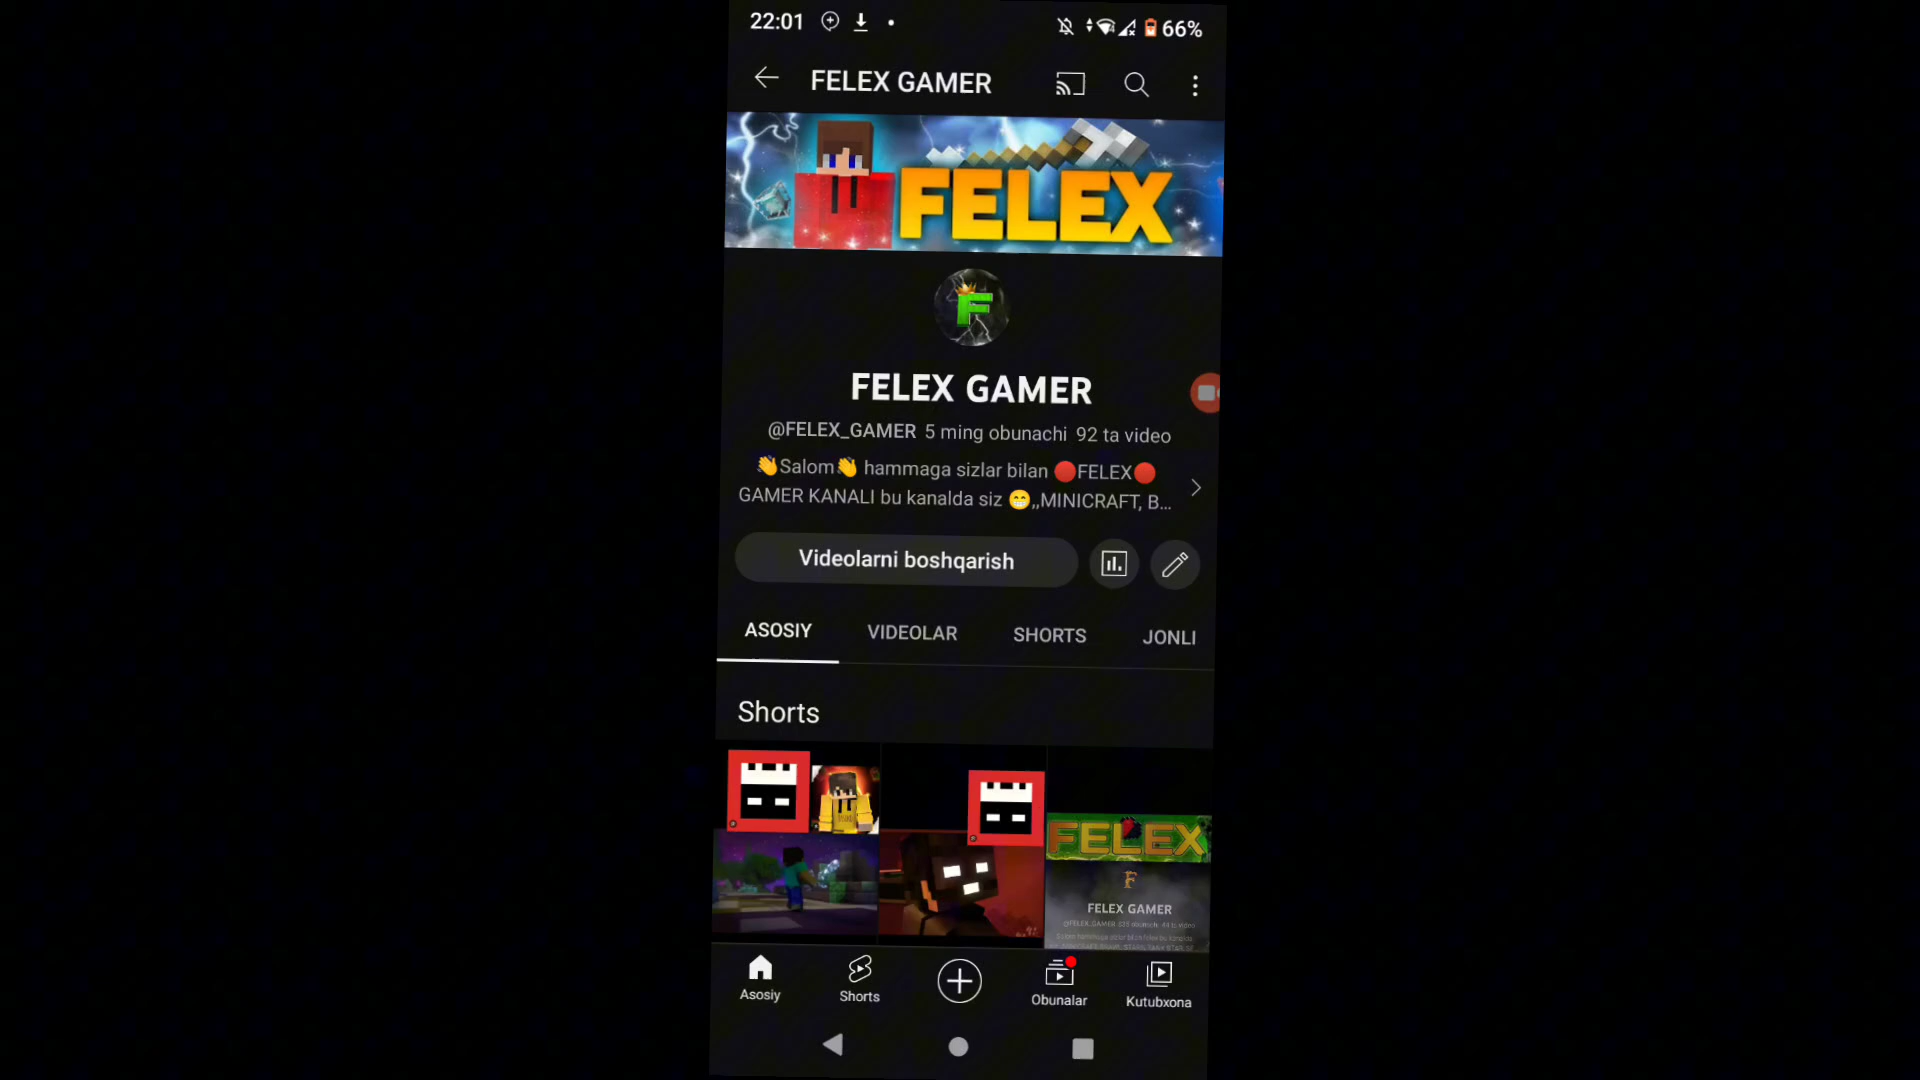 22:01
66%
FELEX GAMER
FELEX
F
FELEX GAMER
@FELEX_GAMER 5 ming obunachi 92 ta video
👋Salom👋 hammaga sizlar bilan 🔴FELEX🔴
GAMER KANALI bu kanalda siz 😁,,MINICRAFT, B...
Videolarni boshqarish
ASOSIY VIDEOLAR SHORTS JONLI
Shorts
FELEX
F
FELEX GAMER
Asosiy Shorts Obunalar Kutubxona